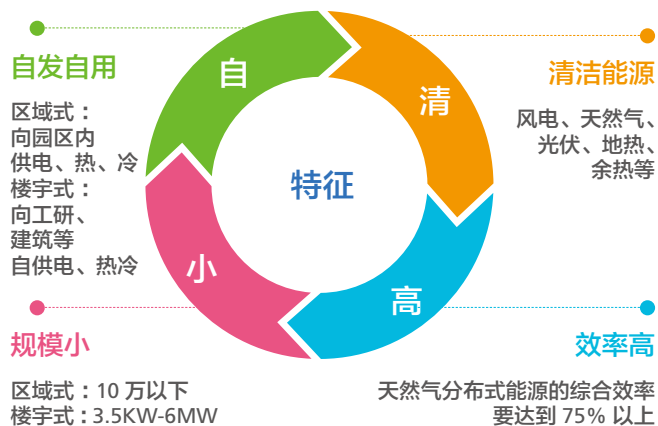 自
清
小
高
特征
自发自用
区域式：
向园区内
供电、热、冷
楼宇式：
向工研、
建筑等
自供电、热冷
清洁能源
风电、天然气、
光伏、地热、
余热等
规模小
区域式：10 万以下
楼宇式：3.5KW-6MW
效率高
天然气分布式能源的综合效率
要达到 75% 以上